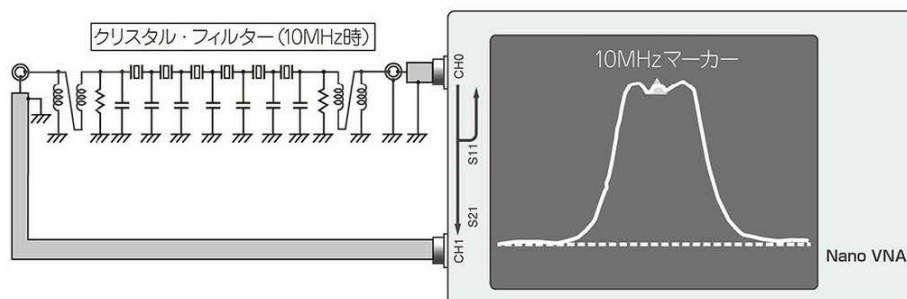 クリスタル・フィルター(10MHz時)
10MHzマーカー
CH0
S11
S21
CH1
Nano VNA